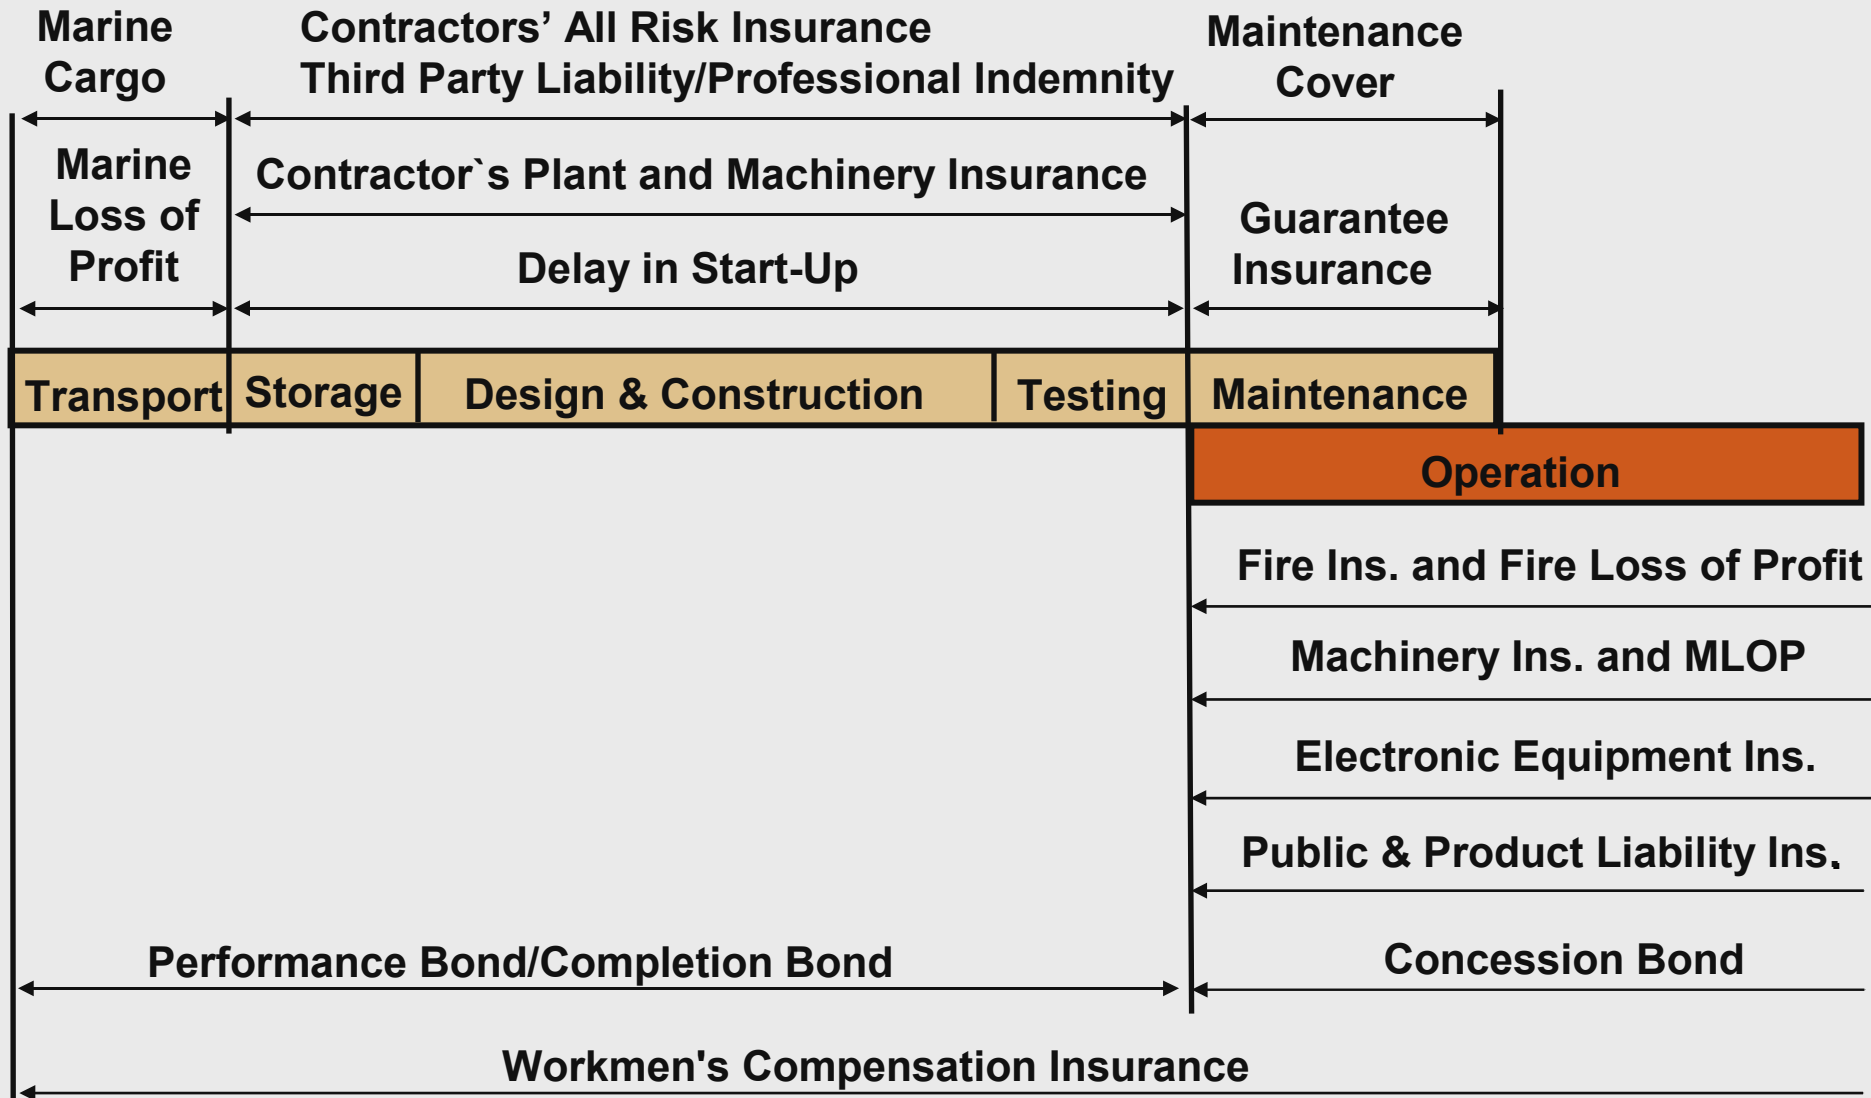 Marine
Cargo
Contractors’ All Risk Insurance
Third Party Liability/Professional Indemnity
Maintenance
Cover
Marine
Loss of
Profit
Contractor`s Plant and Machinery Insurance
Delay in Start-Up
Guarantee
Insurance
Transport
Storage
Design & Construction
Testing
Maintenance
Operation
Fire Ins. and Fire Loss of Profit
Machinery Ins. and MLOP
Electronic Equipment Ins.
Public & Product Liability Ins.
Performance Bond/Completion Bond
Concession Bond
Workmen's Compensation Insurance